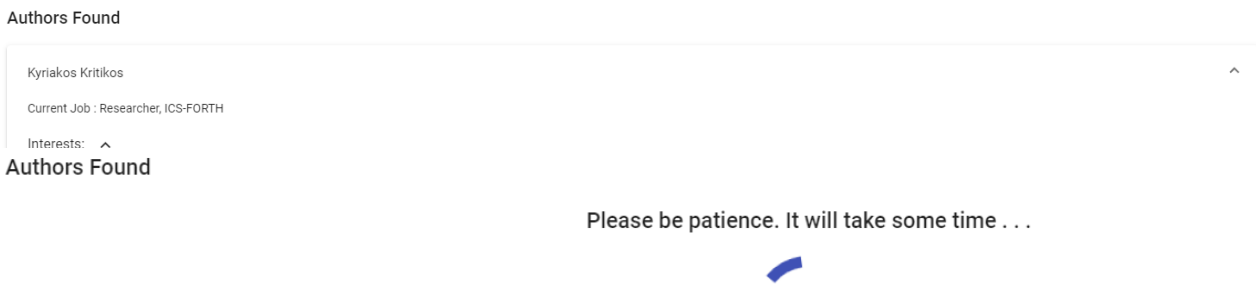 Authors Found
Kyriakos Kritikos
Current Job : Researcher, ICS-FORTH
Interests:
Authors Found
Please be patience. It will take some time . . .